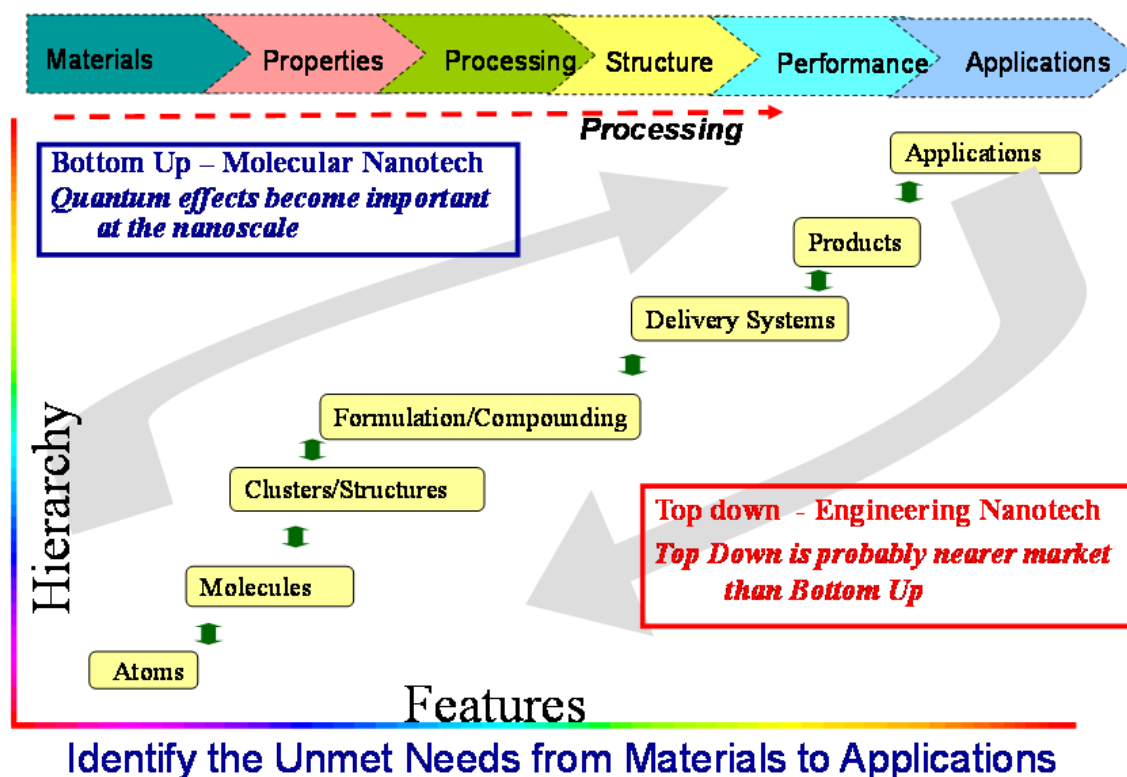 Materials Properties Processing Structure Performance Applications
Processing
Bottom Up – Molecular Nanotech
Quantum effects become important
at the nanoscale
Applications
Products
Delivery Systems
Formulation/Compounding
Clusters/Structures
Molecules
Atoms
Hierarchy
Top down - Engineering Nanotech
Top Down is probably nearer market
than Bottom Up
Features
Identify the Unmet Needs from Materials to Applications